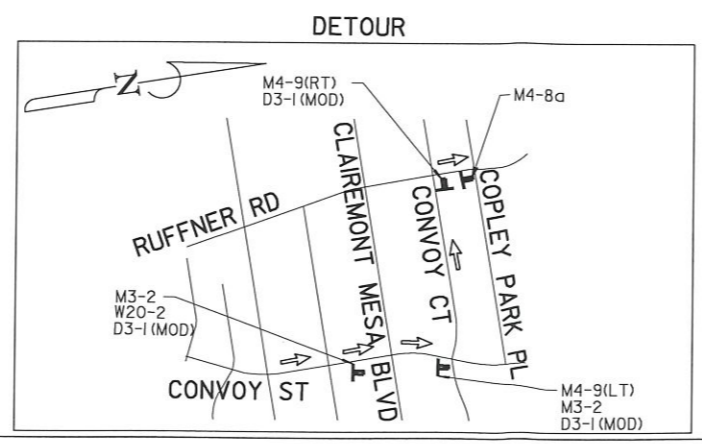 DETOUR
N
M4-9(RT)
D3-1(MOD)
M4-8a
RUFFNER RD
CLAIREMONT MESA BLVD
CONVOY CT
COPLEY PARK PL
M3-2
W20-2
D3-1(MOD)
CONVOY ST
M4-9(LT)
M3-2
D3-1(MOD)